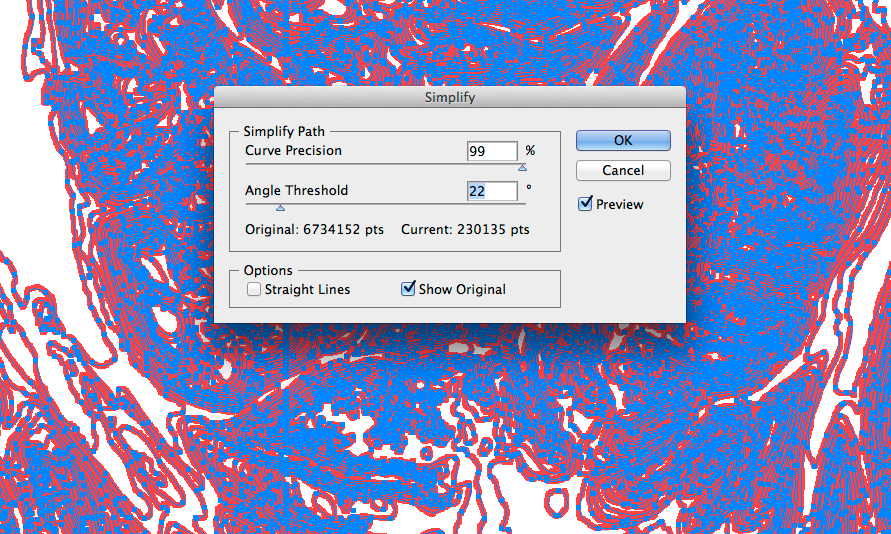 Simplify
Simplify Path
Curve Precision 99 %
Angle Threshold 22 °
Original: 6734152 pts Current: 230135 pts
Options
Straight Lines Show Original
OK
Cancel
Preview